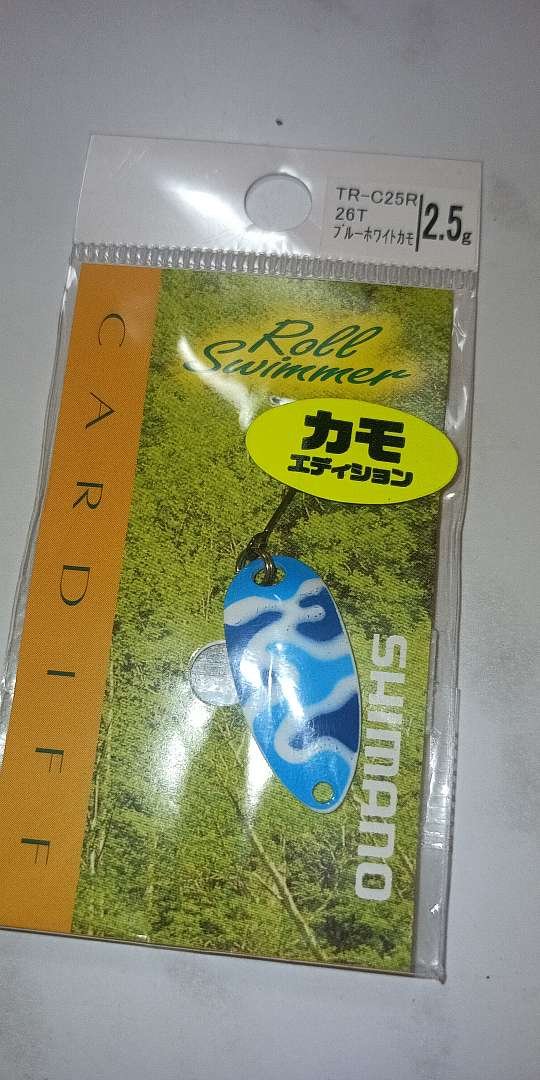 TR-C25R
26T
ブルーホワイトカモ
2.5g
Roll
Swimmer
カモ
エディション
CARDIFF
SHIMANO